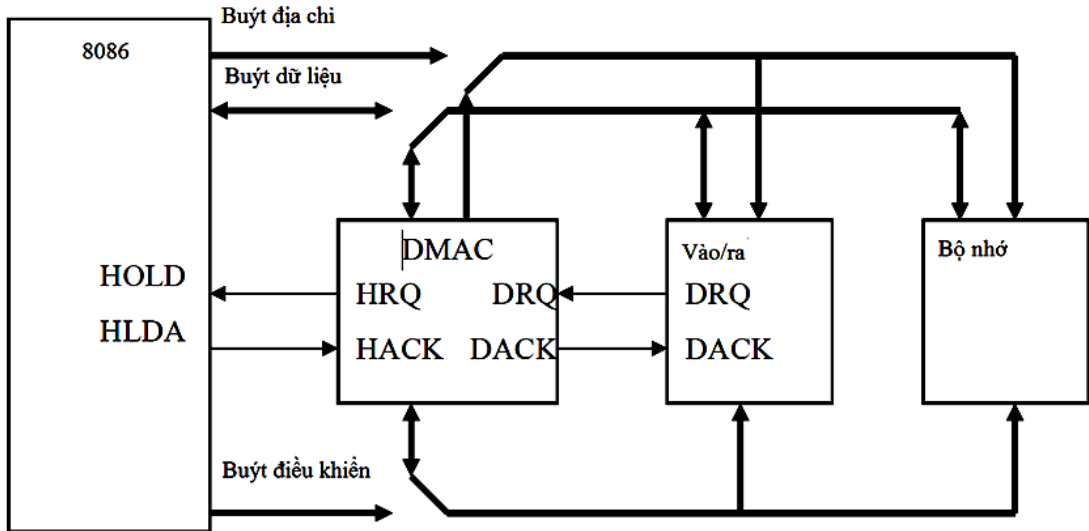 Buýt địa chi
8086
Buýt dữ liệu
DMAC
Vào/ra
Bộ nhớ
HOLD
HRQ
DRQ
DRQ
HLDA
HACK
DACK
DACK
Buýt điều khiển